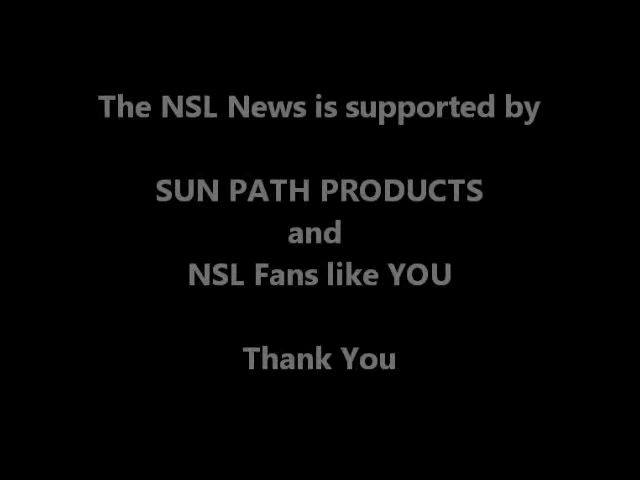 The NSL News is supported by
SUN PATH PRODUCTS
and
NSL Fans like YOU
Thank You